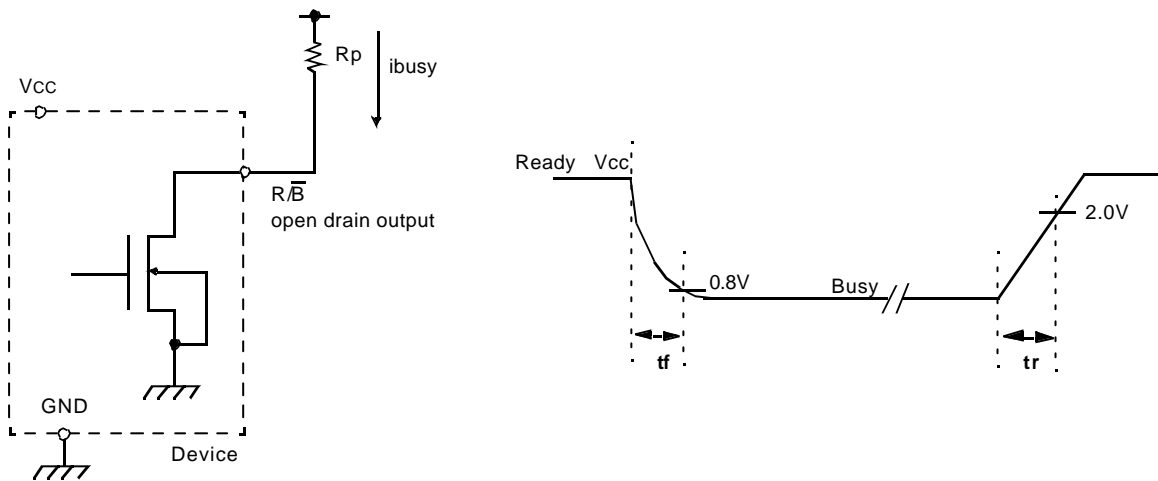 Rp
ibusy
VCC
Ready Vcc
R/B̅
open drain output
2.0V
0.8V
Busy
tf
tr
GND
Device